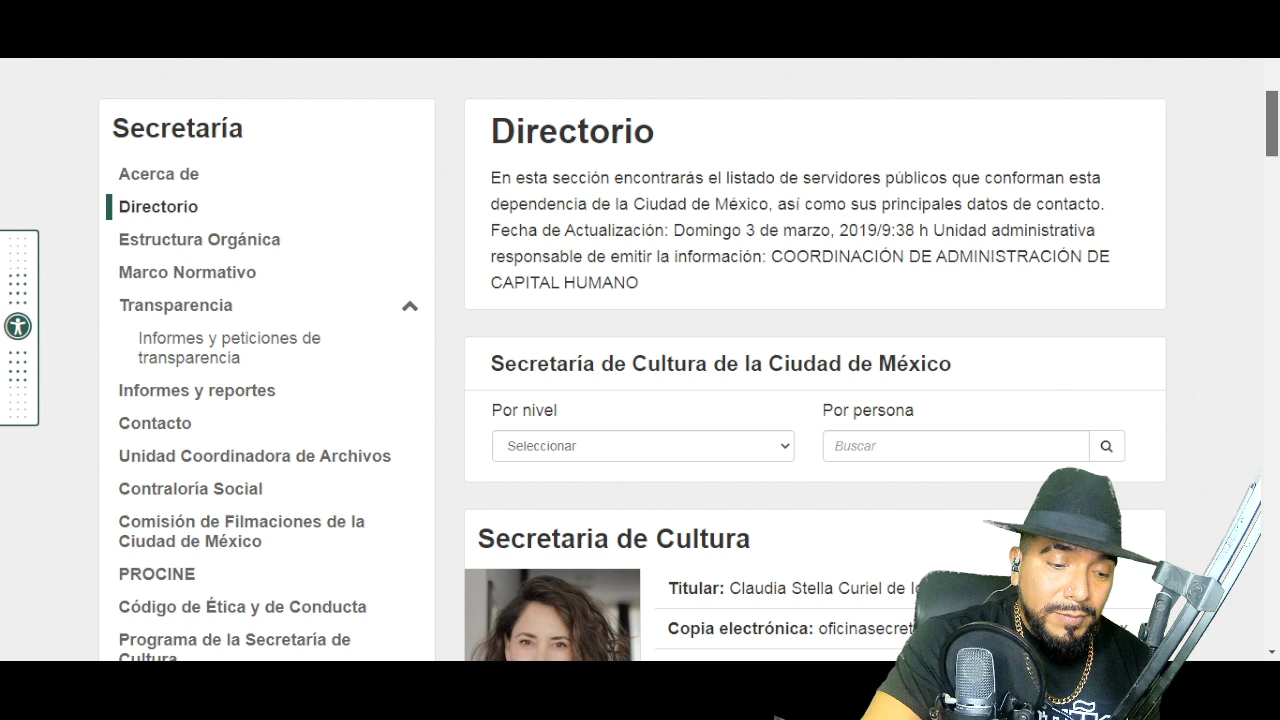 Secretaría
Acerca de
Directorio
Estructura Orgánica
Marco Normativo
Transparencia
Informes y peticiones de
transparencia
Informes y reportes
Contacto
Unidad Coordinadora de Archivos
Contraloría Social
Comisión de Filmaciones de la
Ciudad de México
PROCINE
Código de Ética y de Conducta
Programa de la Secretaría de
Cultura
Directorio
En esta sección encontrarás el listado de servidores públicos que conforman esta
dependencia de la Ciudad de México, así como sus principales datos de contacto.
Fecha de Actualización: Domingo 3 de marzo, 2019/9:38 h Unidad administrativa
responsable de emitir la información: COORDINACIÓN DE ADMINISTRACIÓN DE
CAPITAL HUMANO
Secretaría de Cultura de la Ciudad de México
Por nivel
Por persona
Seleccionar
Buscar
Secretaria de Cultura
Titular: Claudia Stella Curiel de
Copia electrónica: oficinasecret